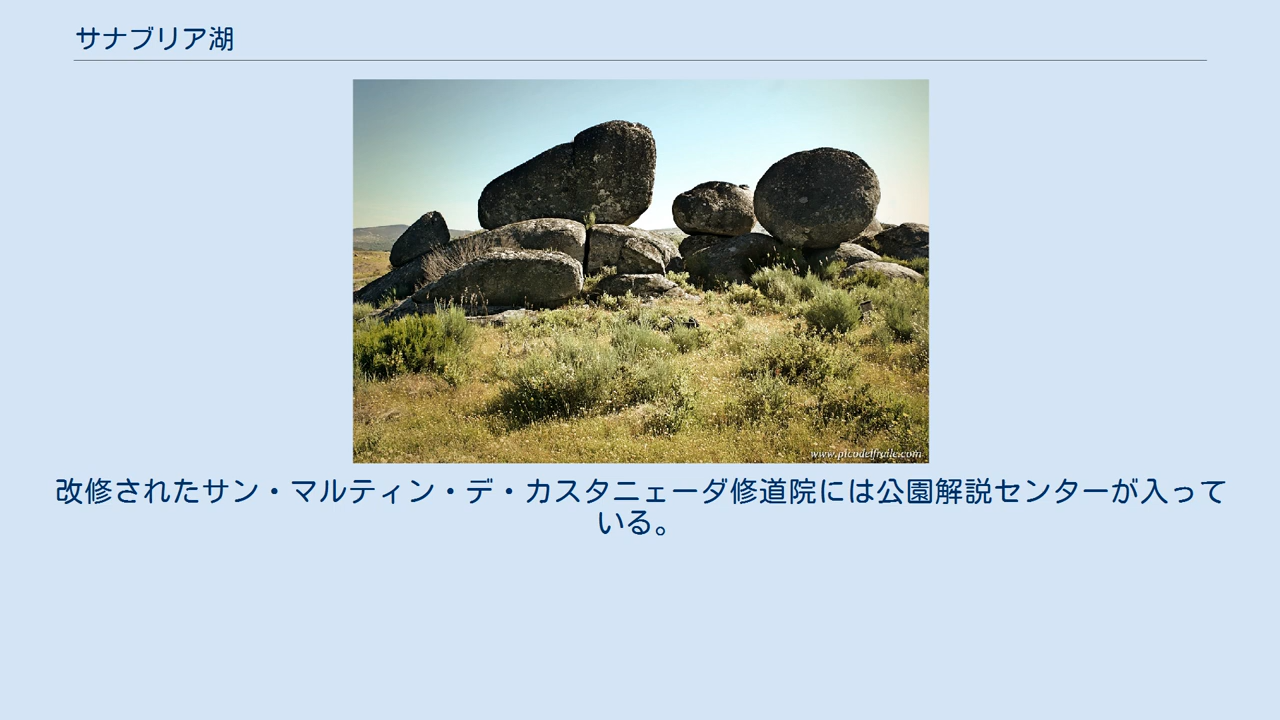 サナブリア湖
www.picodelfraile.com
改修されたサン・マルティン・デ・カスタニェーダ修道院には公園解説センターが入って
いる。